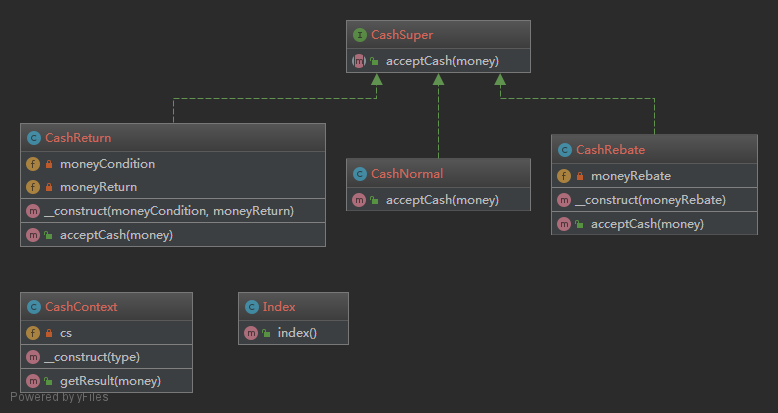 CashSuper
acceptCash(money)
CashReturn
moneyCondition
moneyReturn
__construct(moneyCondition, moneyReturn)
acceptCash(money)
CashNormal
acceptCash(money)
CashRebate
moneyRebate
__construct(moneyRebate)
acceptCash(money)
CashContext
cs
__construct(type)
getResult(money)
Index
index()
Powered by yFiles